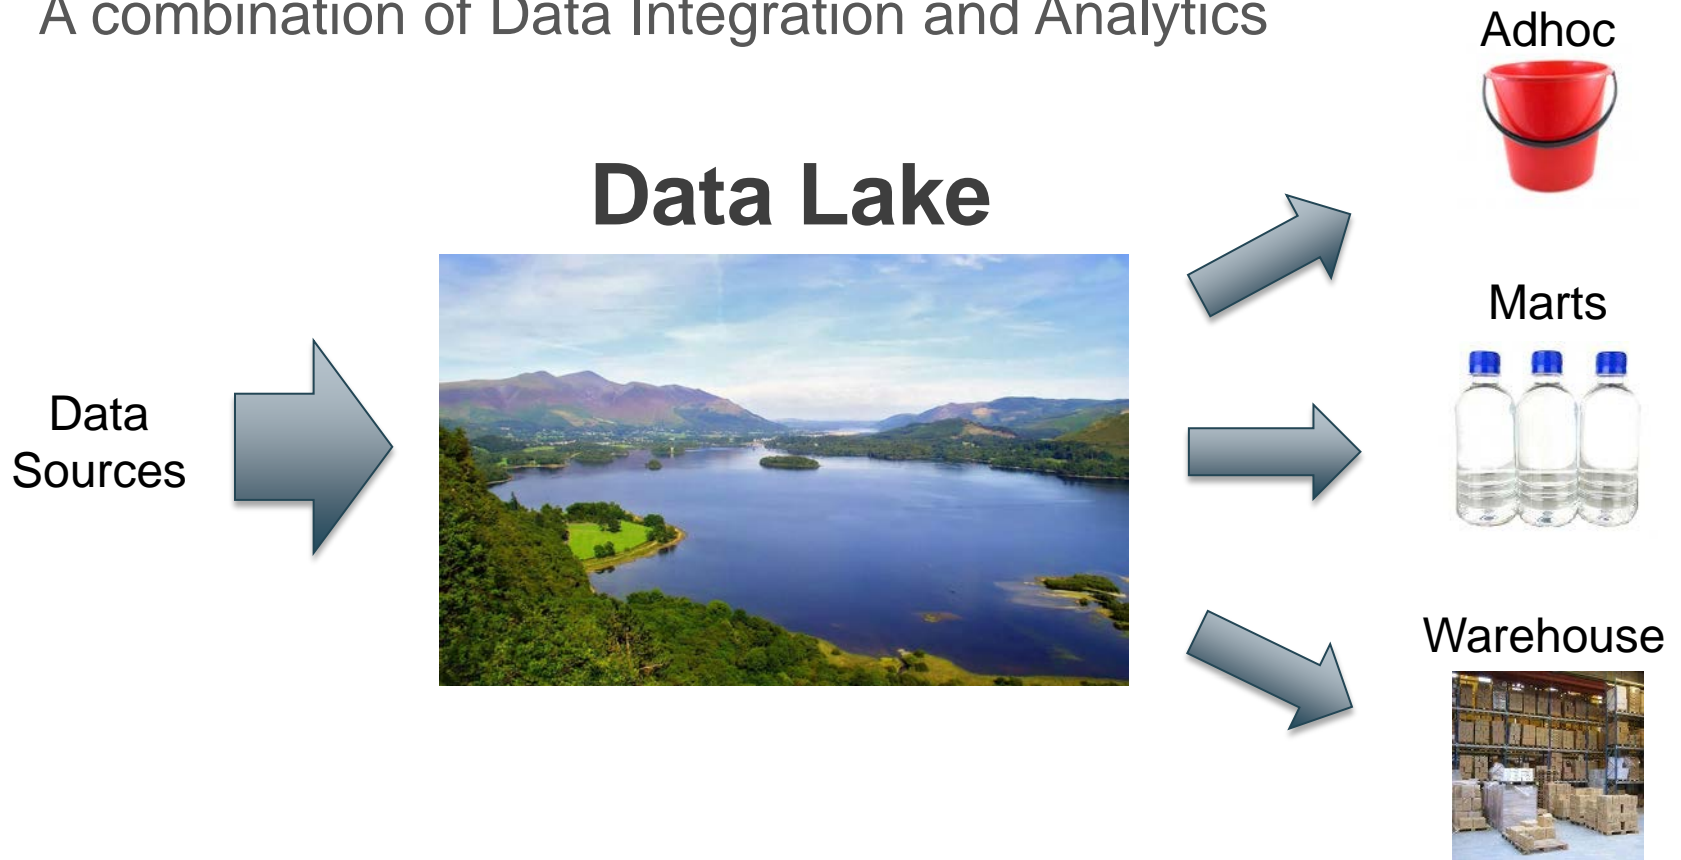 A combination of Data Integration and Analytics
Adhoc
Data Lake
Marts
Data
Sources
Warehouse